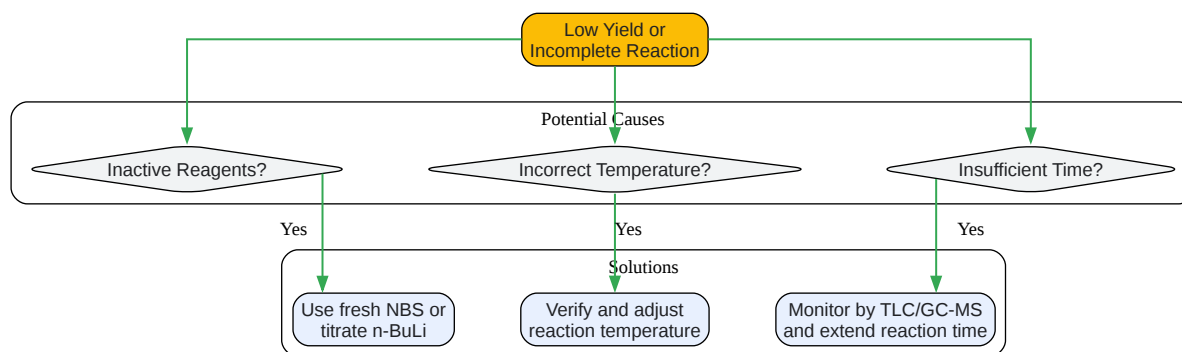 Low Yield or
Incomplete Reaction
Potential Causes
Inactive Reagents?
Incorrect Temperature?
Insufficient Time?
Yes
Yes
Yes
Solutions
Use fresh NBS or
titrate n-BuLi
Verify and adjust
reaction temperature
Monitor by TLC/GC-MS
and extend reaction time